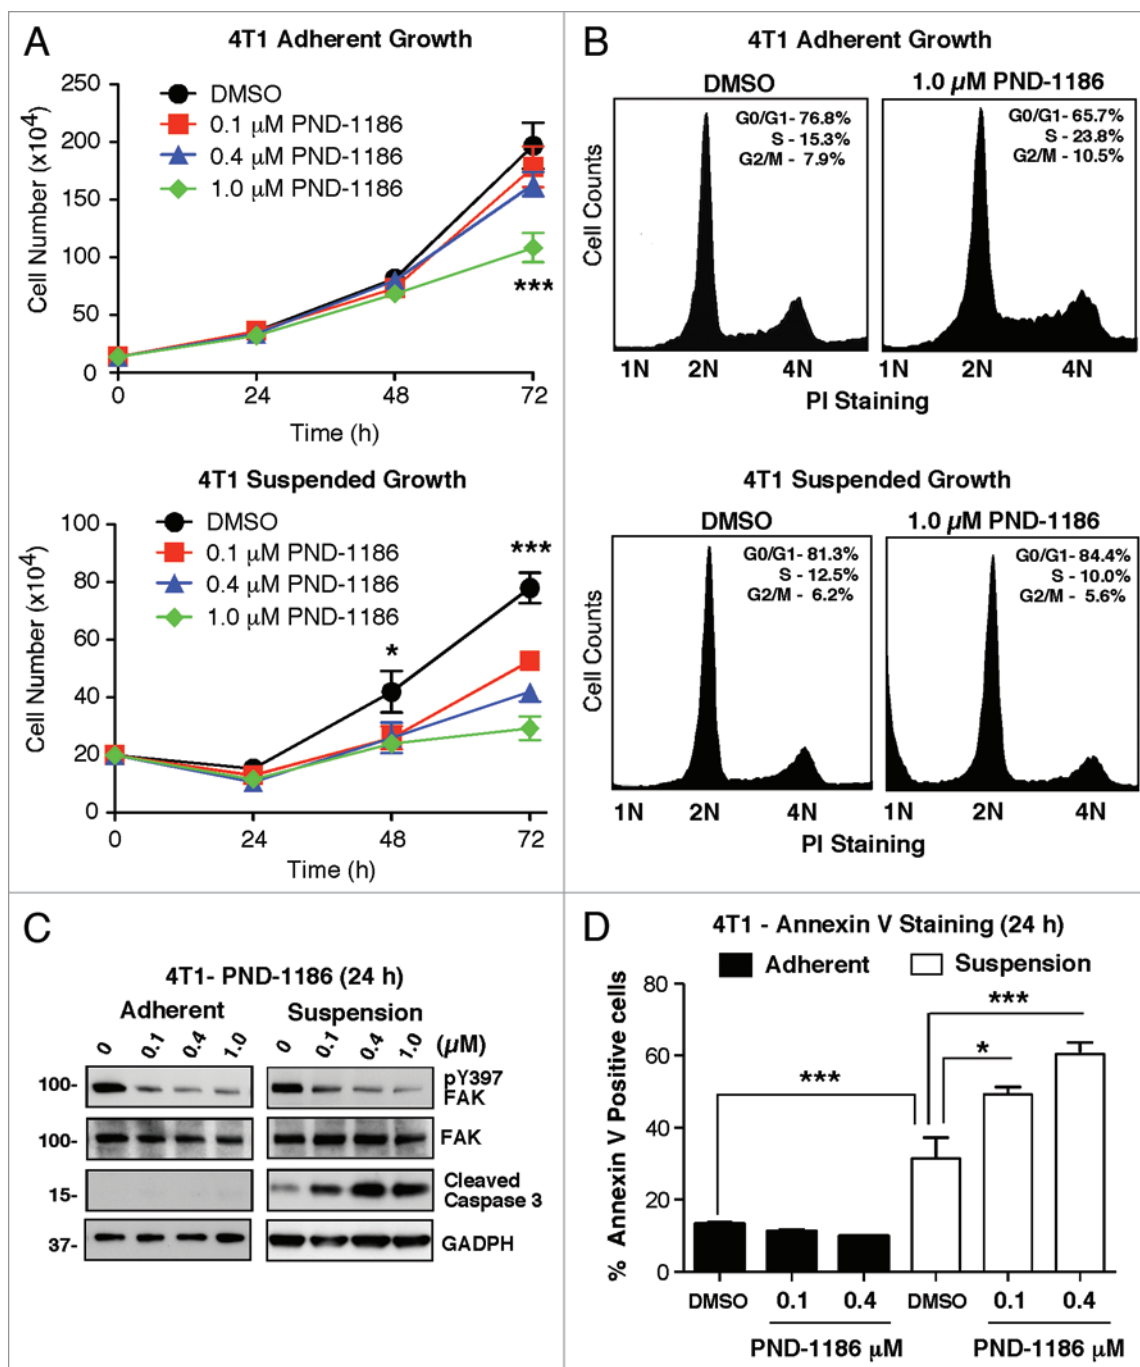 A
4T1 Adherent Growth
250
200
150
100
50
0
Cell Number (x10⁴)
DMSO
0.1 µM PND-1186
0.4 µM PND-1186
1.0 µM PND-1186
***
0 24 48 72
Time (h)
4T1 Suspended Growth
100
80
60
40
20
0
Cell Number (x10⁴)
DMSO
0.1 µM PND-1186
0.4 µM PND-1186
1.0 µM PND-1186
*
***
0 24 48 72
Time (h)
B
4T1 Adherent Growth
DMSO
1.0 µM PND-1186
Cell Counts
G0/G1- 76.8%
S - 15.3%
G2/M - 7.9%
G0/G1- 65.7%
S - 23.8%
G2/M - 10.5%
1N 2N 4N
2N 4N
PI Staining
4T1 Suspended Growth
DMSO
1.0 µM PND-1186
Cell Counts
G0/G1- 81.3%
S - 12.5%
G2/M - 6.2%
G0/G1- 84.4%
S - 10.0%
G2/M - 5.6%
1N 2N 4N
1N 2N 4N
PI Staining
C
4T1- PND-1186 (24 h)
Adherent Suspension
0 0.1 0.4 1.0 0 0.1 0.4 1.0 (µM)
100- pY397
FAK
100- FAK
15- Cleaved
Caspase 3
37- GADPH
D
4T1 - Annexin V Staining (24 h)
Adherent Suspension
80
60
40
20
0
% Annexin V Positive cells
***
*
***
DMSO 0.1 0.4 DMSO 0.1 0.4
PND-1186 µM PND-1186 µM